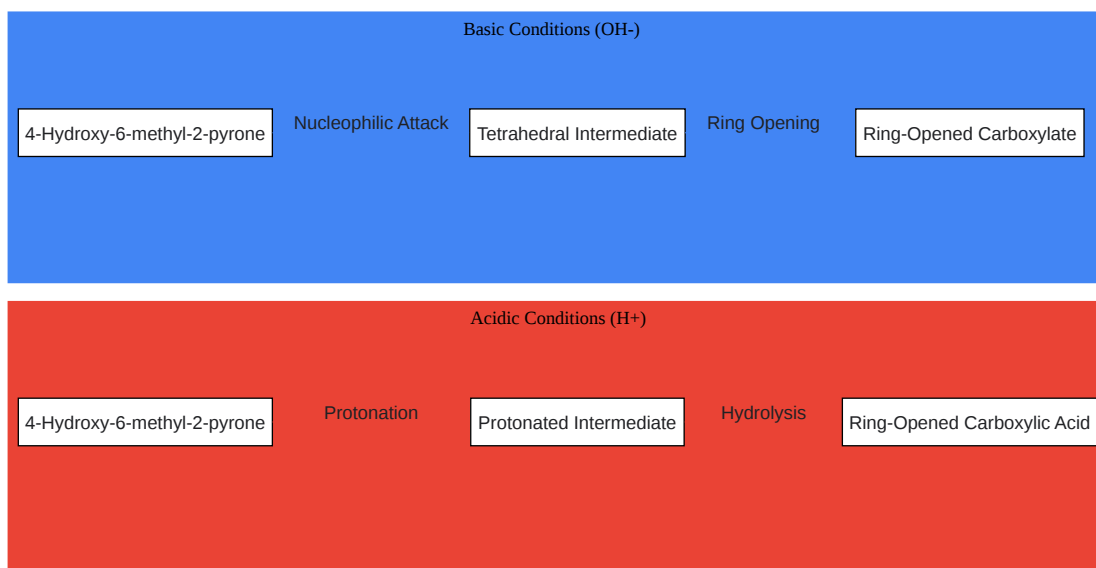 Basic Conditions (OH-)
4-Hydroxy-6-methyl-2-pyrone
Nucleophilic Attack
Tetrahedral Intermediate
Ring Opening
Ring-Opened Carboxylate
Acidic Conditions (H+)
4-Hydroxy-6-methyl-2-pyrone
Protonation
Protonated Intermediate
Hydrolysis
Ring-Opened Carboxylic Acid